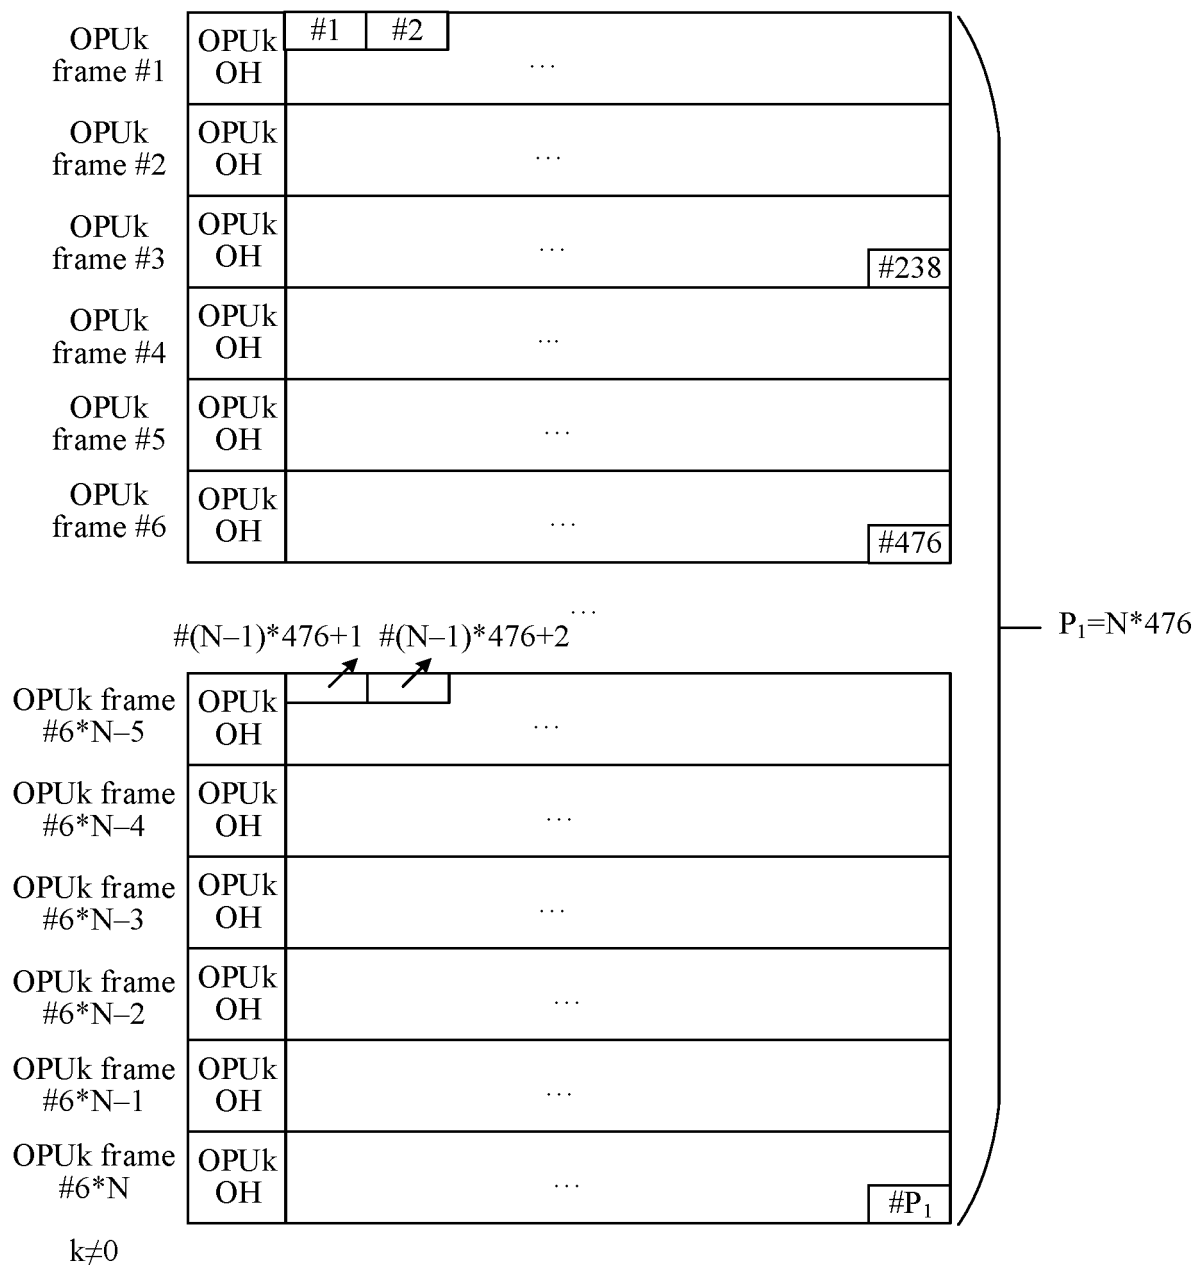 OPUk
frame #1
OPUk
OH
#1
#2
...
OPUk
frame #2
OPUk
OH
...
OPUk
frame #3
OPUk
OH
...
#238
OPUk
frame #4
OPUk
OH
...
OPUk
frame #5
OPUk
OH
...
OPUk
frame #6
OPUk
OH
...
#476
...
P₁=N*476
#(N–1)*476+1 #(N–1)*476+2
OPUk frame
#6*N–5
OPUk
OH
...
OPUk frame
#6*N–4
OPUk
OH
...
OPUk frame
#6*N–3
OPUk
OH
...
OPUk frame
#6*N–2
OPUk
OH
...
OPUk frame
#6*N–1
OPUk
OH
...
OPUk frame
#6*N
OPUk
OH
...
#P₁
k≠0